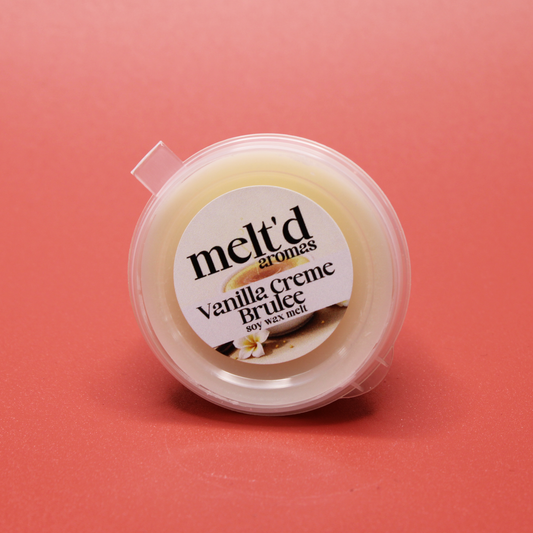 melt'd
aromas
Vanilla Creme
Brulee
soy wax melt